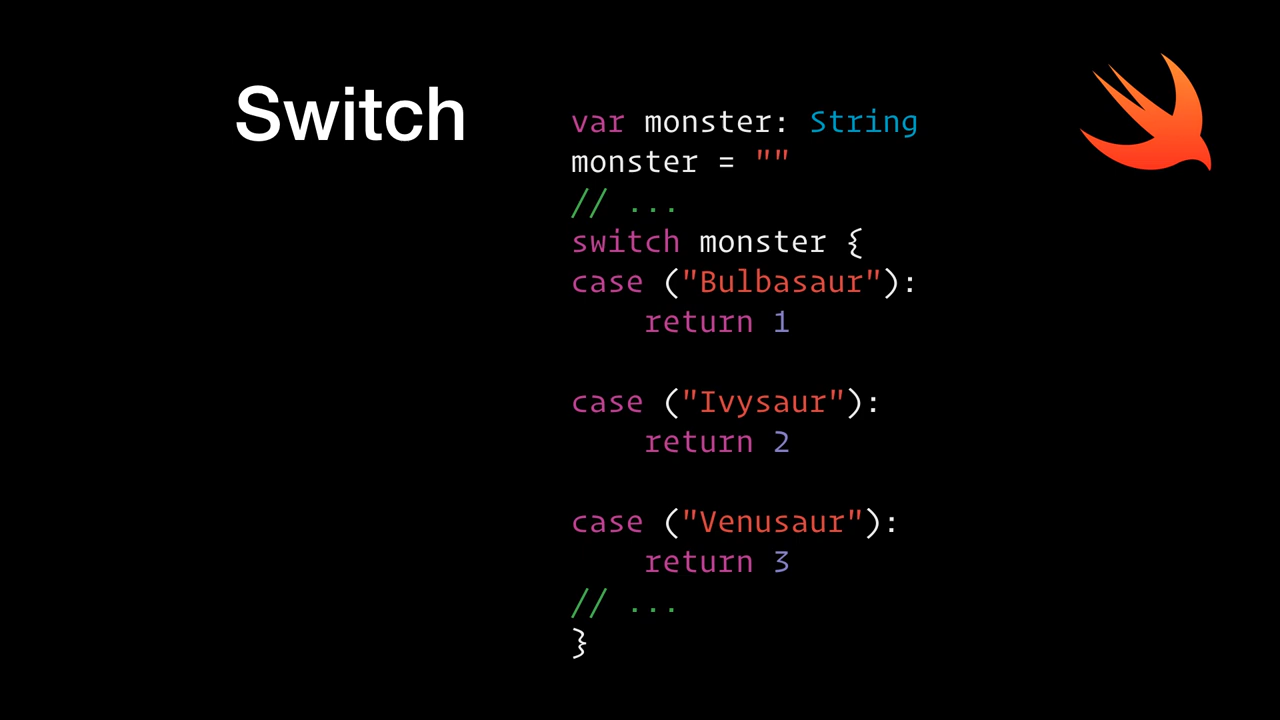 Switch
var monster: String
monster = ""
// ...
switch monster {
case ("Bulbasaur"):
    return 1
case ("Ivysaur"):
    return 2
case ("Venusaur"):
    return 3
// ...
}